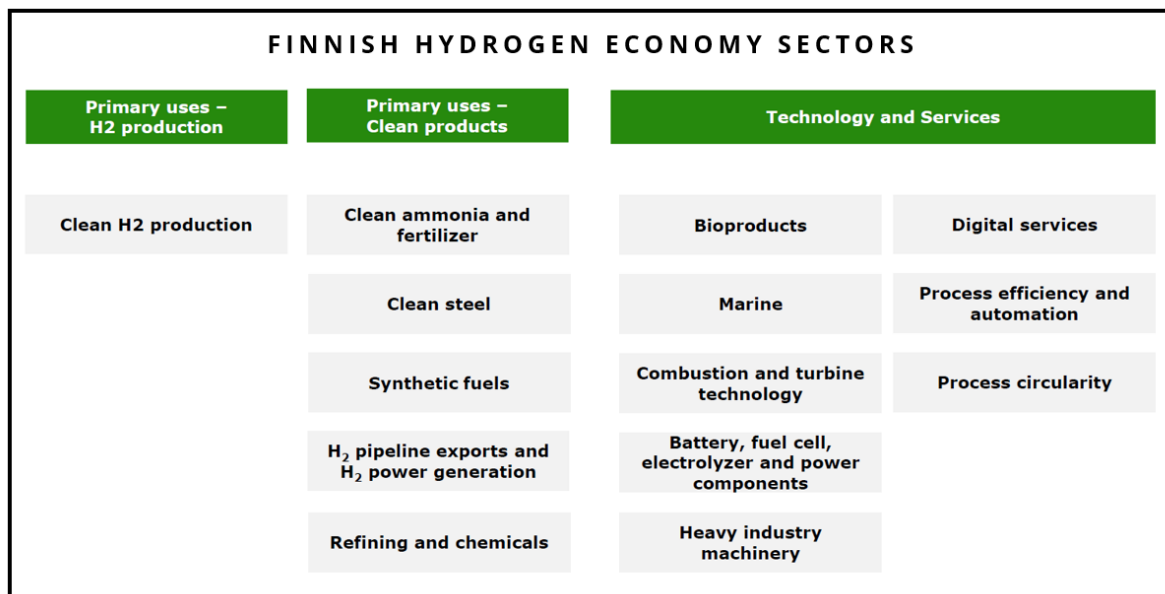 FINNISH HYDROGEN ECONOMY SECTORS
Primary uses –
H2 production
Primary uses –
Clean products
Technology and Services
Clean H2 production
Clean ammonia and
fertilizer
Clean steel
Synthetic fuels
H₂ pipeline exports and
H₂ power generation
Refining and chemicals
Bioproducts
Marine
Combustion and turbine
technology
Battery, fuel cell,
electrolyzer and power
components
Heavy industry
machinery
Digital services
Process efficiency and
automation
Process circularity